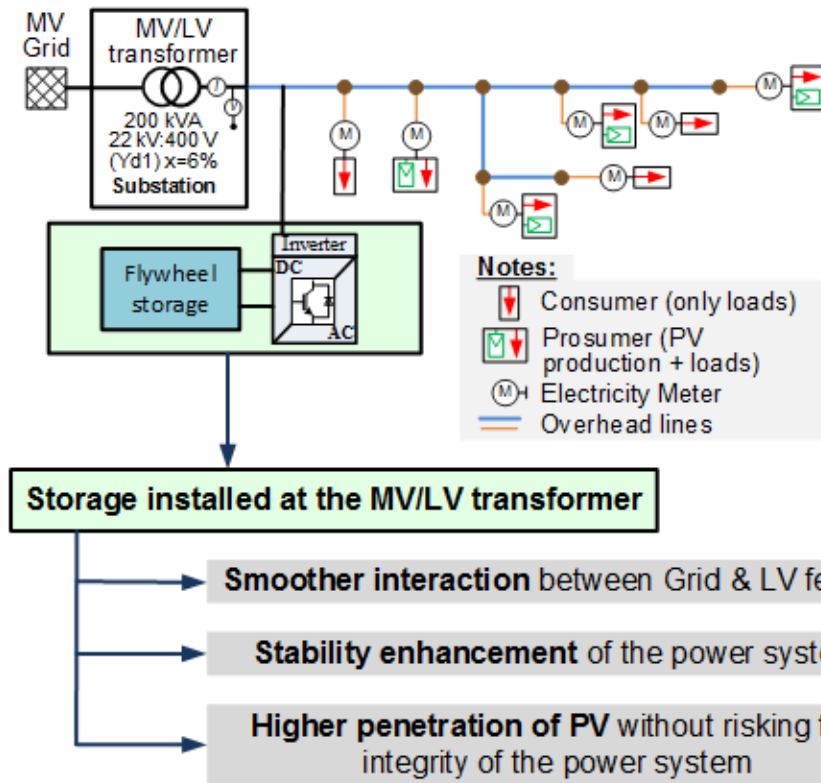 MV
Grid
MV/LV
transformer
200 kVA
22 kV:400 V
(Yd1) x=6%
Substation
I
V
M
M
M
M
M
M
M
Flywheel
storage
Inverter
DC
AC
Notes:
Consumer (only loads)
Prosumer (PV
production + loads)
M
Electricity Meter
Overhead lines
Storage installed at the MV/LV transformer
Smoother interaction between Grid & LV fe
Stability enhancement of the power syste
Higher penetration of PV without risking
integrity of the power system